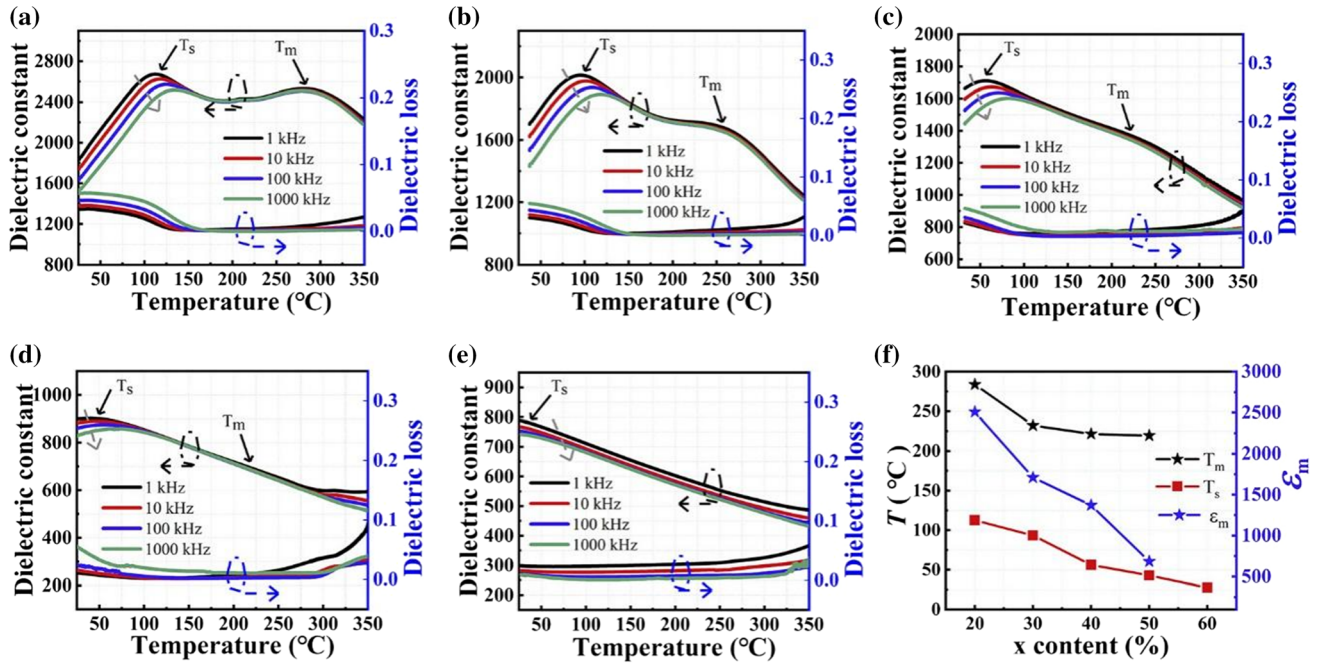 (a)
Dielectric constant
2800
2400
2000
1600
1200
800
Ts
Tm
1 kHz
10 kHz
100 kHz
1000 kHz
0.3
0.2
0.1
0.0
Dielectric loss
50 100 150 200 250 300 350
Temperature (°C)
(b)
Dielectric constant
2000
1600
1200
800
Ts
Tm
1 kHz
10 kHz
100 kHz
1000 kHz
0.3
0.2
0.1
0.0
Dielectric loss
50 100 150 200 250 300 350
Temperature (°C)
(c)
Dielectric constant
2000
1800
1600
1400
1200
1000
800
600
Ts
Tm
1 kHz
10 kHz
100 kHz
1000 kHz
0.3
0.2
0.1
0.0
Dielectric loss
50 100 150 200 250 300 350
Temperature (°C)
(d)
Dielectric constant
1000
800
600
400
200
Ts
Tm
1 kHz
10 kHz
100 kHz
1000 kHz
0.3
0.2
0.1
0.0
Dielectric loss
50 100 150 200 250 300 350
Temperature (°C)
(e)
Dielectric constant
900
800
700
600
500
400
300
200
Ts
1 kHz
10 kHz
100 kHz
1000 kHz
0.3
0.2
0.1
0.0
Dielectric loss
50 100 150 200 250 300 350
Temperature (°C)
(f)
T (°C)
300
250
200
150
100
50
0
Tm
Ts
εm
3000
2500
2000
1500
1000
500
εm
20 30 40 50 60
x content (%)